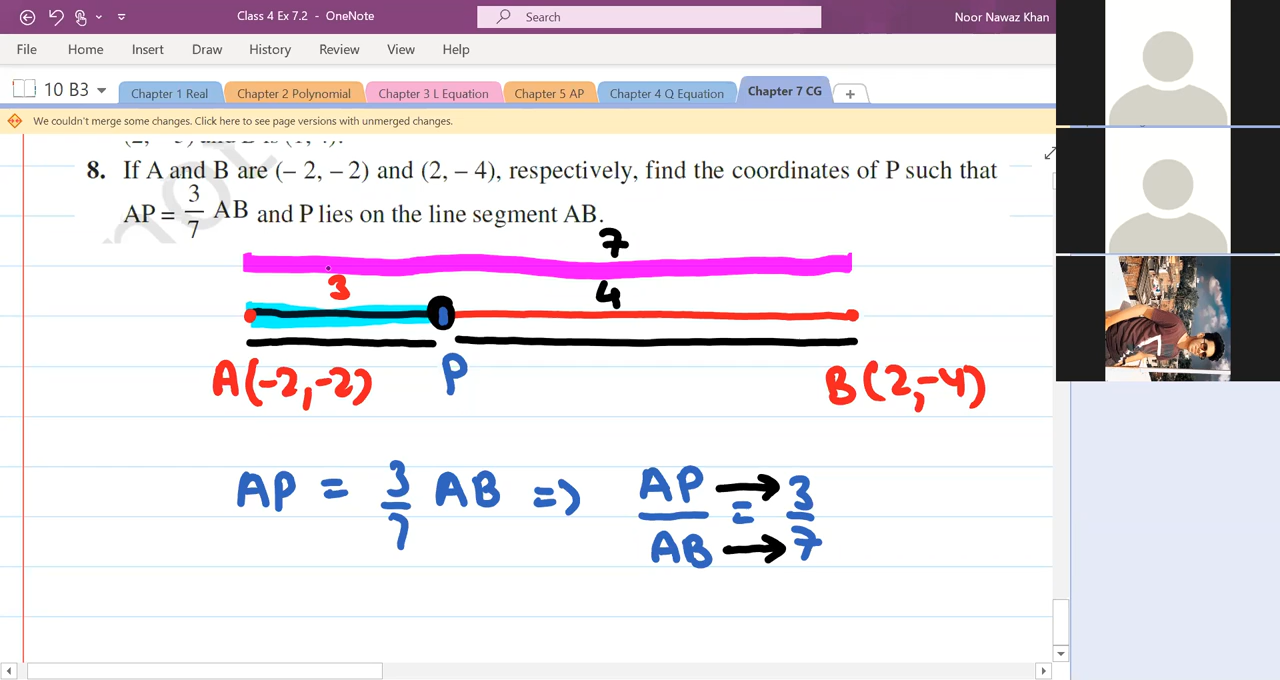 Class 4 Ex 7.2 - OneNote
Search
Noor Nawaz Khan
File Home Insert Draw History Review View Help
10 B3 Chapter 1 Real Chapter 2 Polynomial Chapter 3 L Equation Chapter 5 AP Chapter 4 Q Equation Chapter 7 CG
We couldn't merge some changes. Click here to see page versions with unmerged changes.
8. If A and B are (– 2, – 2) and (2, – 4), respectively, find the coordinates of P such that
AP = 3/7 AB and P lies on the line segment AB.
7
3 4
A(-2,-2) P B(2,-4)
AP = 3/7 AB => AP/AB = 3/7